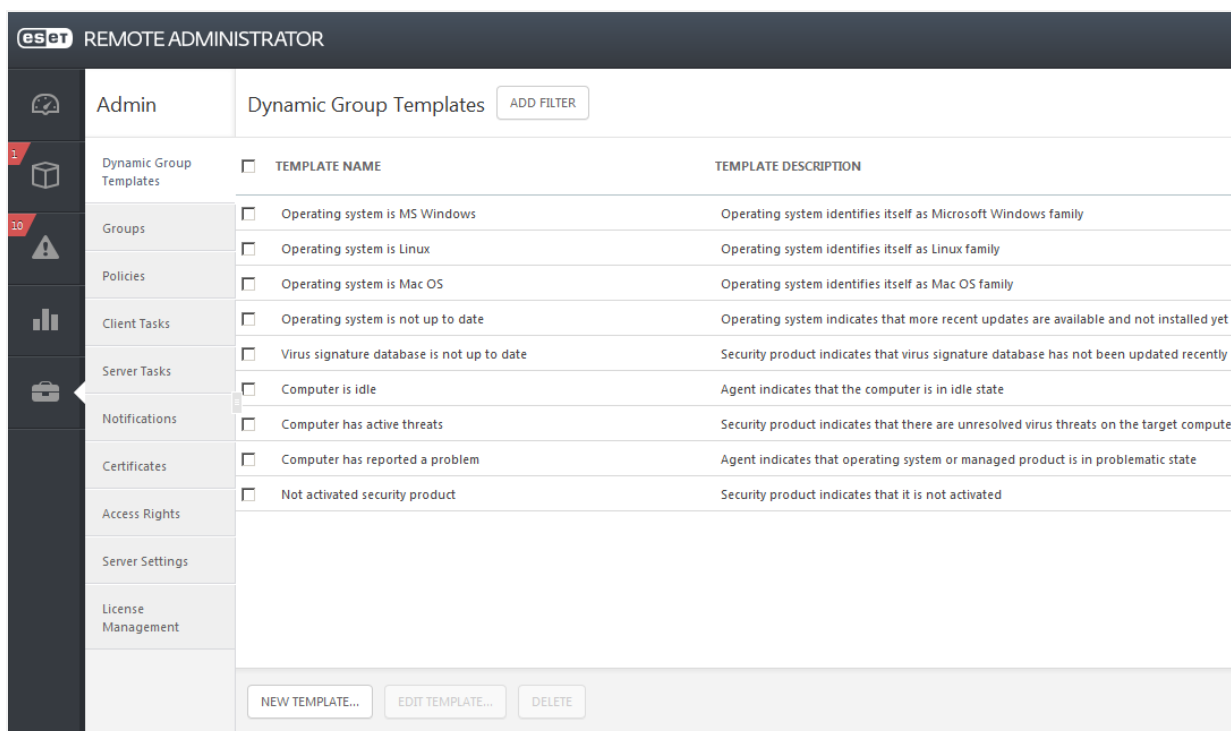 eset REMOTE ADMINISTRATOR
Admin
Dynamic Group Templates
ADD FILTER
1
10
Dynamic Group
Templates
Groups
Policies
Client Tasks
Server Tasks
Notifications
Certificates
Access Rights
Server Settings
License
Management
TEMPLATE NAME TEMPLATE DESCRIPTION
Operating system is MS Windows Operating system identifies itself as Microsoft Windows family
Operating system is Linux Operating system identifies itself as Linux family
Operating system is Mac OS Operating system identifies itself as Mac OS family
Operating system is not up to date Operating system indicates that more recent updates are available and not installed yet
Virus signature database is not up to date Security product indicates that virus signature database has not been updated recently
Computer is idle Agent indicates that the computer is in idle state
Computer has active threats Security product indicates that there are unresolved virus threats on the target compute
Computer has reported a problem Agent indicates that operating system or managed product is in problematic state
Not activated security product Security product indicates that it is not activated
NEW TEMPLATE... EDIT TEMPLATE... DELETE